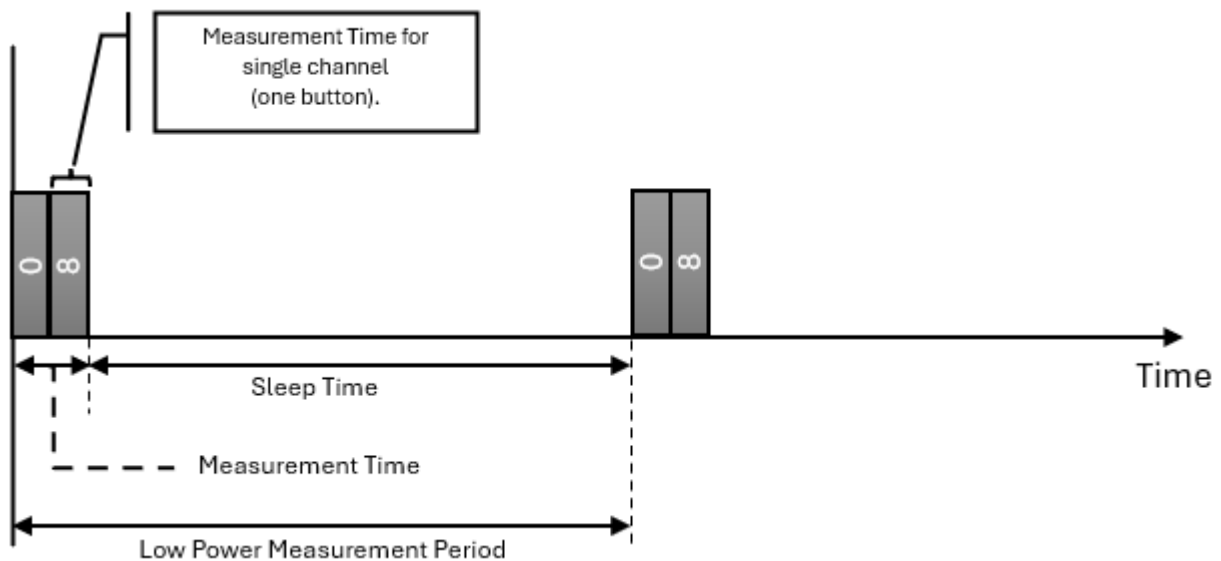 Measurement Time for
single channel
(one button).
0 8
0 8
Time
Sleep Time
Measurement Time
Low Power Measurement Period